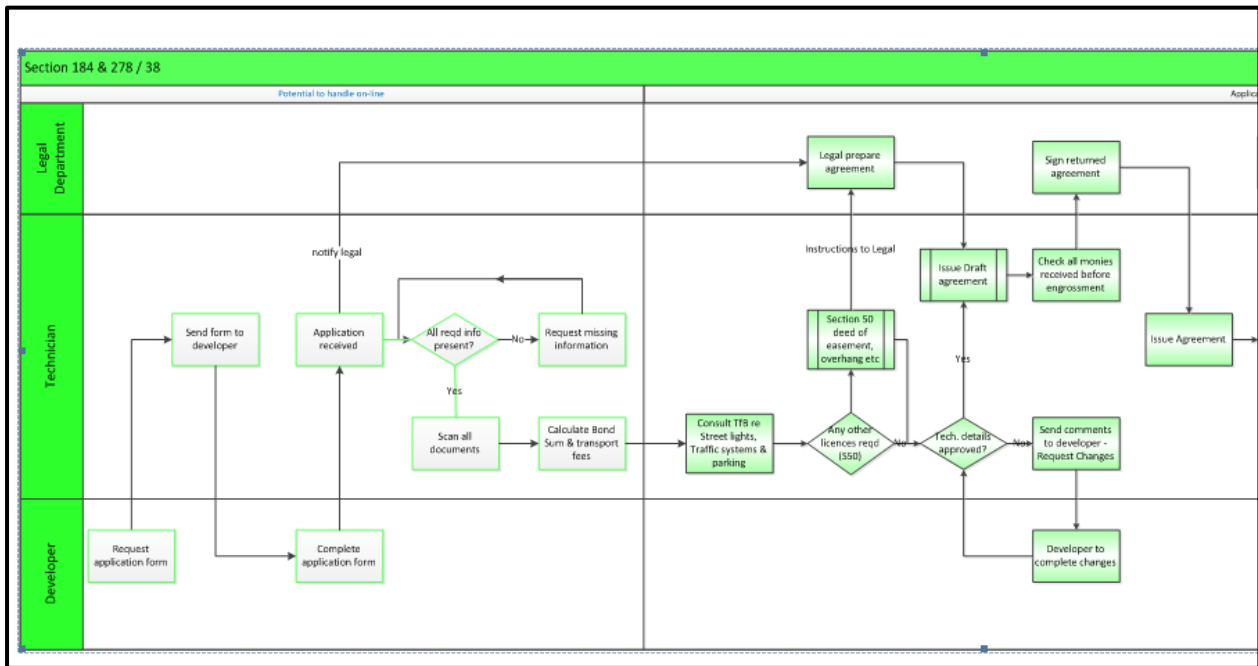 Section 184 & 278 / 38
Potential to handle on-line
Applica
Legal
Department
Legal prepare
agreement
Sign returned
agreement
Technician
notify legal
Instructions to Legal
Issue Draft
agreement
Check all monies
received before
engrossment
Send form to
developer
Application
received
All reqd info
present?
No
Request missing
information
Section 50
deed of
easement,
overhang etc
Issue Agreement
Yes
Yes
Scan all
documents
Calculate Bond
Sum & transport
fees
Consult TfB re
Street lights,
Traffic systems &
parking
Any other
licences reqd
(S50)
No
Tech. details
approved?
No
Send comments
to developer -
Request Changes
Developer
Request
application form
Complete
application form
Developer to
complete changes